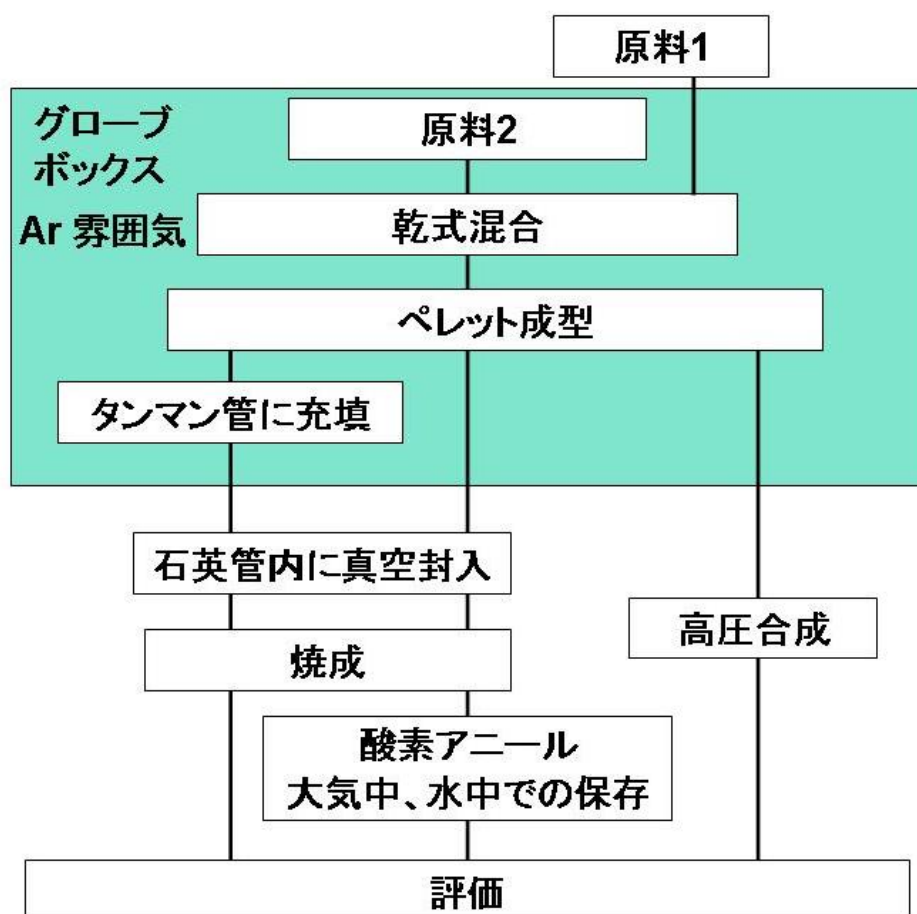 原料1
グローブ
ボックス
Ar 雰囲気
原料2
乾式混合
ペレット成型
タンマン管に充填
石英管内に真空封入
高圧合成
焼成
酸素アニール
大気中、水中での保存
評価